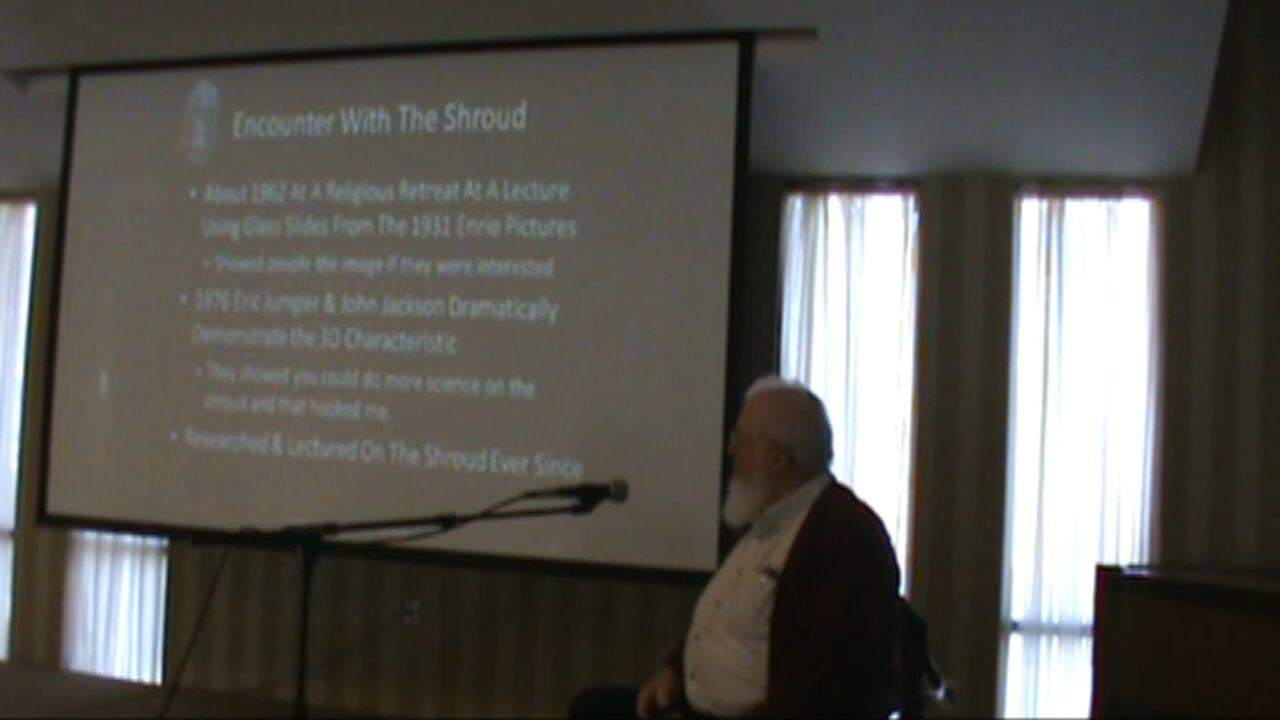 Encounter With The Shroud
• About 1962 At A Religious Retreat At A Lecture
Using Glass Slides From The 1931 Enrie Pictures
– Showed people the image if they were interested
• 1976 Eric Jumper & John Jackson Dramatically
Demonstrate the 3D Characteristic
– They showed you could do more science on the
shroud and that hooked me.
• Researched & Lectured On The Shroud Ever Since